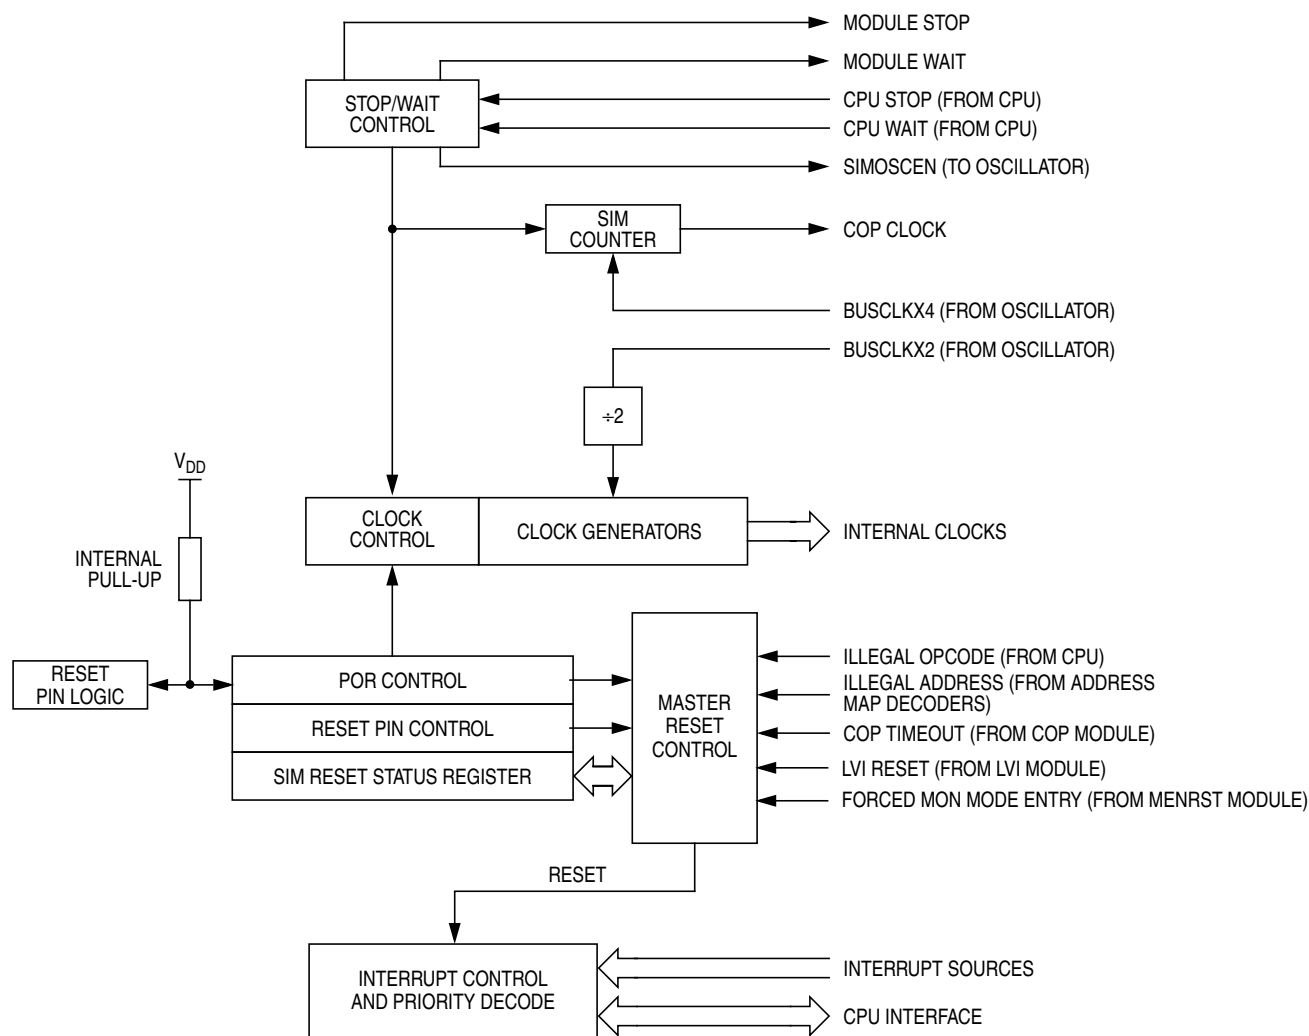 MODULE STOP
MODULE WAIT
STOP/WAIT
CONTROL
CPU STOP (FROM CPU)
CPU WAIT (FROM CPU)
SIMOSCEN (TO OSCILLATOR)
SIM
COUNTER
COP CLOCK
BUSCLKX4 (FROM OSCILLATOR)
BUSCLKX2 (FROM OSCILLATOR)
÷2
VDD
CLOCK
CONTROL
CLOCK GENERATORS
INTERNAL CLOCKS
INTERNAL
PULL-UP
RESET
PIN LOGIC
POR CONTROL
RESET PIN CONTROL
SIM RESET STATUS REGISTER
MASTER
RESET
CONTROL
ILLEGAL OPCODE (FROM CPU)
ILLEGAL ADDRESS (FROM ADDRESS
MAP DECODERS)
COP TIMEOUT (FROM COP MODULE)
LVI RESET (FROM LVI MODULE)
FORCED MON MODE ENTRY (FROM MENRST MODULE)
RESET
INTERRUPT CONTROL
AND PRIORITY DECODE
INTERRUPT SOURCES
CPU INTERFACE